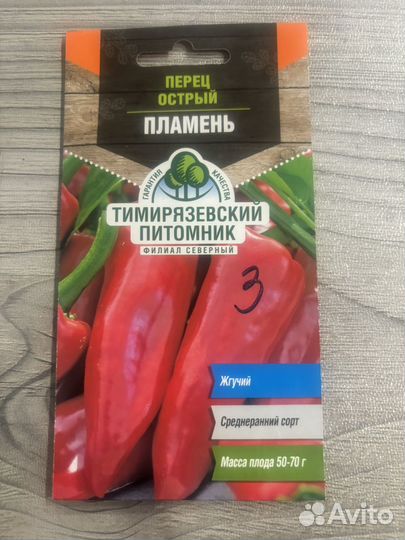 ПЕРЕЦ
ОСТРЫЙ
ПЛАМЕНЬ
ГАРАНТИЯ КАЧЕСТВА
ТИМИРЯЗЕВСКИЙ
ПИТОМНИК
ФИЛИАЛ СЕВЕРНЫЙ
3
Жгучий
Среднеранний сорт
Масса плода 50-70 г
Avito